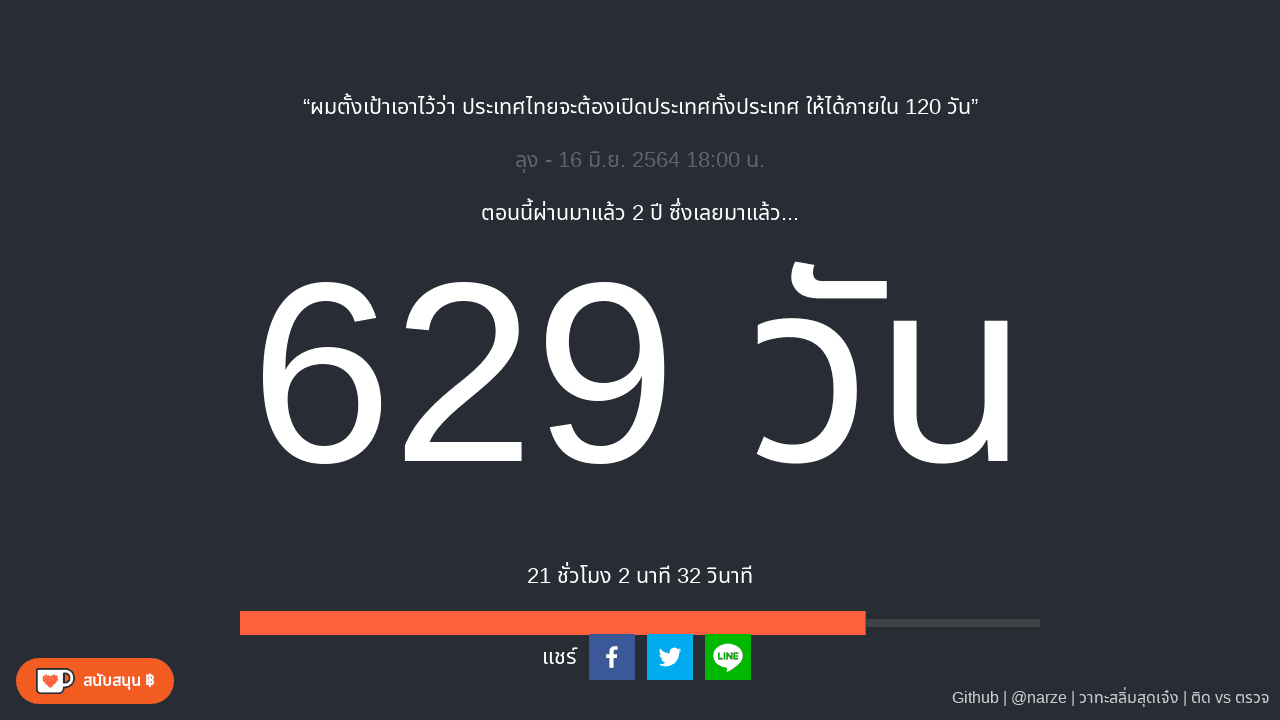 “ผมตั้งเป้าเอาไว้ว่า ประเทศไทยจะต้องเปิดประเทศทั้งประเทศ ให้ได้ภายใน 120 วัน”
ลุง - 16 มิ.ย. 2564 18:00 น.
ตอนนี้ผ่านมาแล้ว 2 ปี ซึ่งเลยมาแล้ว...
629 วัน
21 ชั่วโมง 2 นาที 32 วินาที
แชร์ LINE
สนับสนุน ฿
Github | @narze | วาทะสลิ่มสุดเจ๋ง | ติด vs ตรวจ